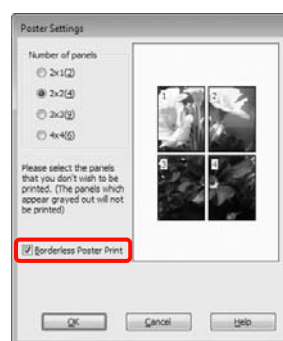 Poster Settings
Number of panels
2x1(2)
2x2(4)
3x3(9)
4x4(6)
1 2
3 4
Please select the panels
that you don't wish to be
printed. (The panels which
appear grayed out will not
be printed)
Borderless Poster Print
OK Cancel Help